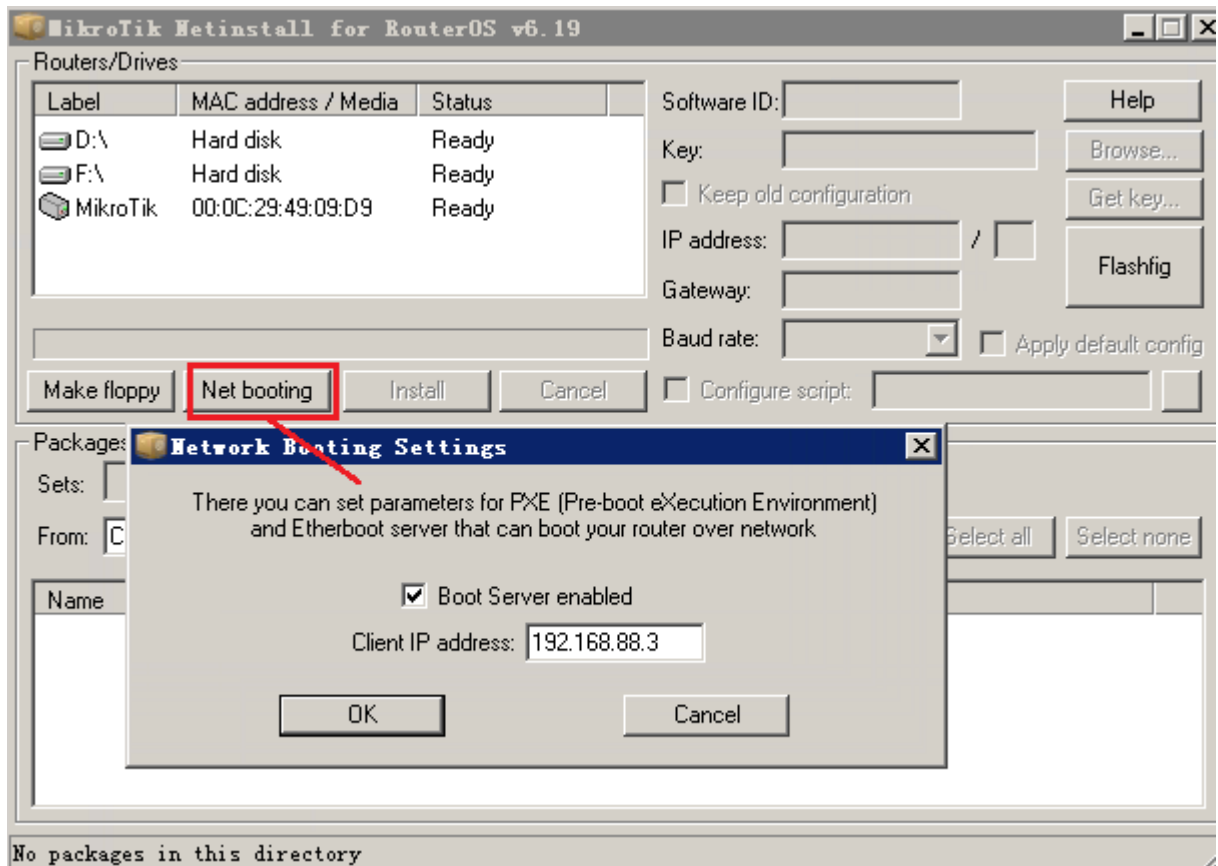 MikroTik Netinstall for RouterOS v6.19
Routers/Drives
Label MAC address / Media Status
D:\ Hard disk Ready
F:\ Hard disk Ready
MikroTik 00:0C:29:49:09:D9 Ready
Software ID:
Help
Key:
Browse...
Keep old configuration
Get key...
IP address: /
Flashfig
Gateway:
Baud rate:
Apply default config
Make floppy Net booting Install Cancel
Configure script:
Packages
Network Booting Settings
Sets:
There you can set parameters for PXE (Pre-boot eXecution Environment)
and Etherboot server that can boot your router over network
From: C
Select all Select none
Boot Server enabled
Name
Client IP address: 192.168.88.3
OK Cancel
No packages in this directory